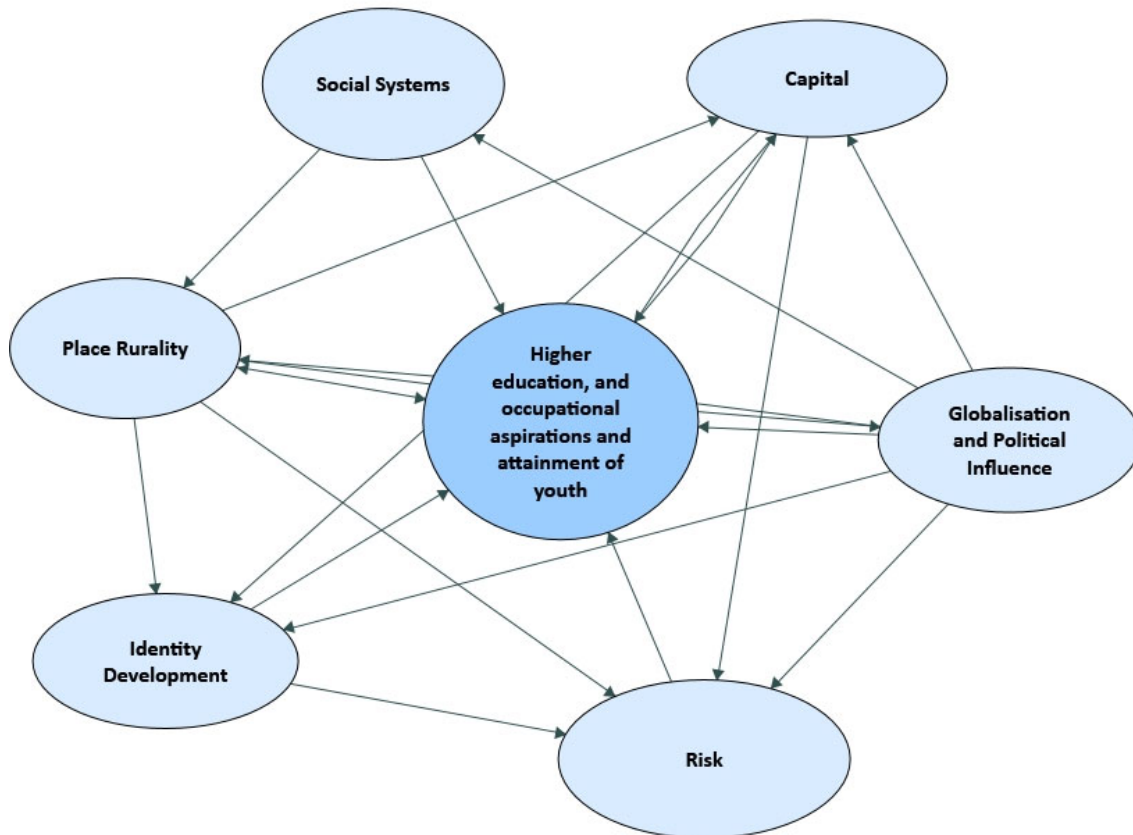 Social Systems
Capital
Place Rurality
Higher
education, and
occupational
aspirations and
attainment of
youth
Globalisation
and Political
Influence
Identity
Development
Risk